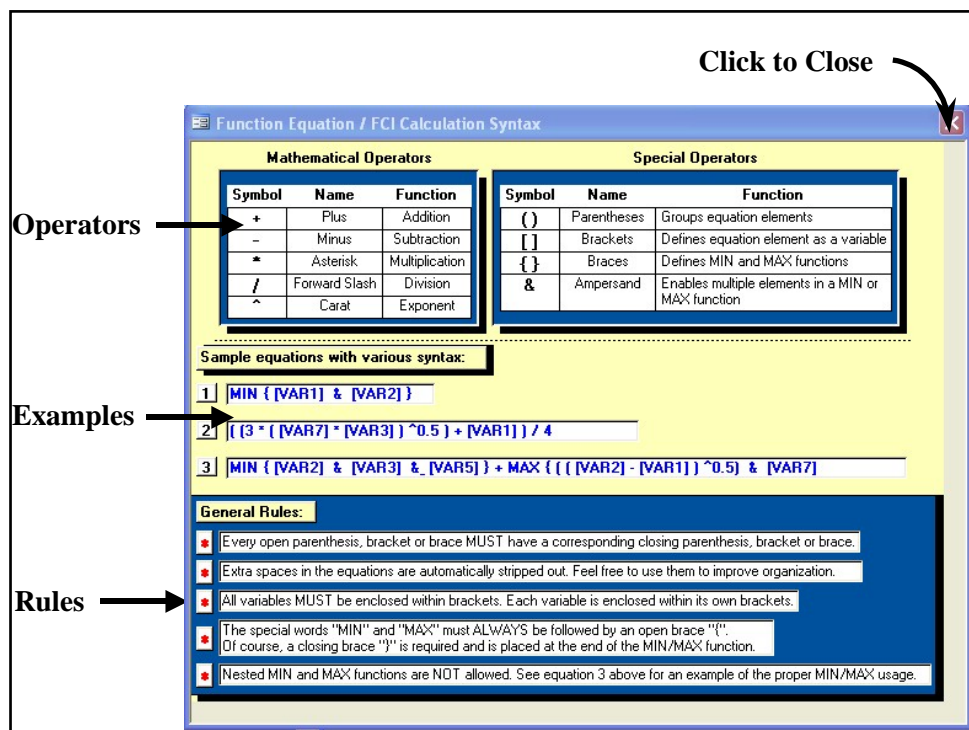 Click to Close
Function Equation / FCI Calculation Syntax
Mathematical Operators
Symbol Name Function
+ Plus Addition
- Minus Subtraction
* Asterisk Multiplication
/ Forward Slash Division
^ Carat Exponent
Special Operators
Symbol Name Function
( ) Parentheses Groups equation elements
[ ] Brackets Defines equation element as a variable
{ } Braces Defines MIN and MAX functions
& Ampersand Enables multiple elements in a MIN or
MAX function
Operators
Sample equations with various syntax:
1 MIN { [VAR1] & [VAR2] }
Examples
2 ( (3 * ( [VAR7] * [VAR3] ) ^0.5 ) + [VAR1] ) / 4
3 MIN { [VAR2] & [VAR3] &_[VAR5] } + MAX { ( ( [VAR2] - [VAR1] ) ^0.5) & [VAR7]
General Rules:
* Every open parenthesis, bracket or brace MUST have a corresponding closing parenthesis, bracket or brace.
* Extra spaces in the equations are automatically stripped out. Feel free to use them to improve organization.
Rules
* All variables MUST be enclosed within brackets. Each variable is enclosed within its own brackets.
* The special words "MIN" and "MAX" must ALWAYS be followed by an open brace "{".
Of course, a closing brace "}" is required and is placed at the end of the MIN/MAX function.
* Nested MIN and MAX functions are NOT allowed. See equation 3 above for an example of the proper MIN/MAX usage.